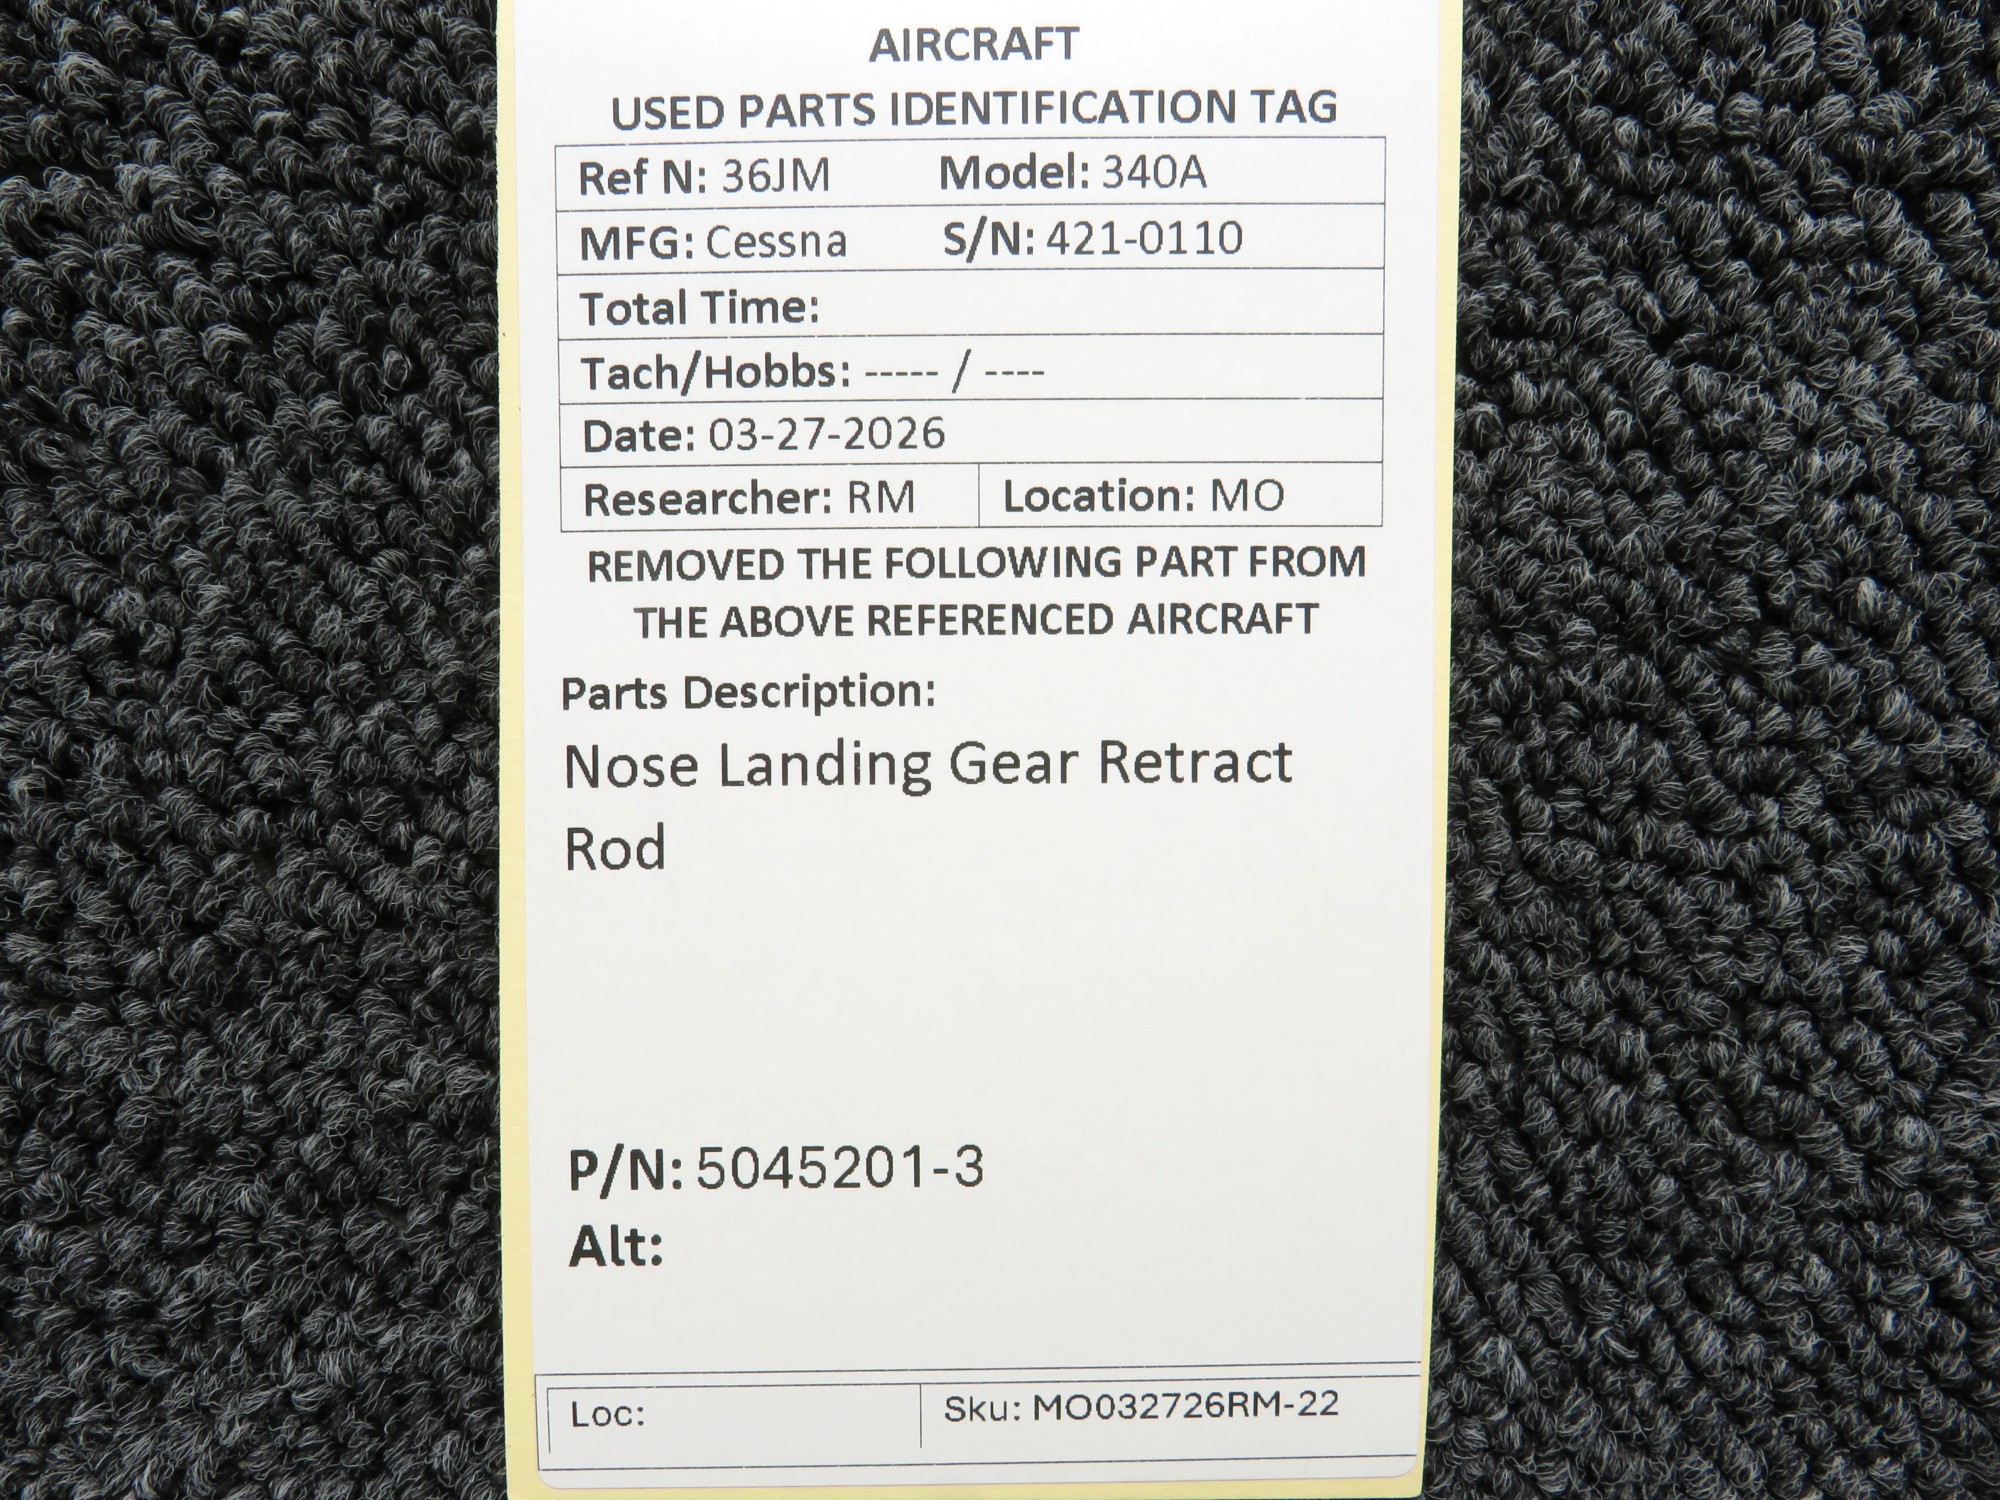 AIRCRAFT
USED PARTS IDENTIFICATION TAG
Ref N: 36JM Model: 340A
MFG: Cessna S/N: 421-0110
Total Time:
Tach/Hobbs: ----- / ----
Date: 03-27-2026
Researcher: RM Location: MO
REMOVED THE FOLLOWING PART FROM
THE ABOVE REFERENCED AIRCRAFT
Parts Description:
Nose Landing Gear Retract
Rod
P/N: 5045201-3
Alt:
Loc: Sku: MO032726RM-22